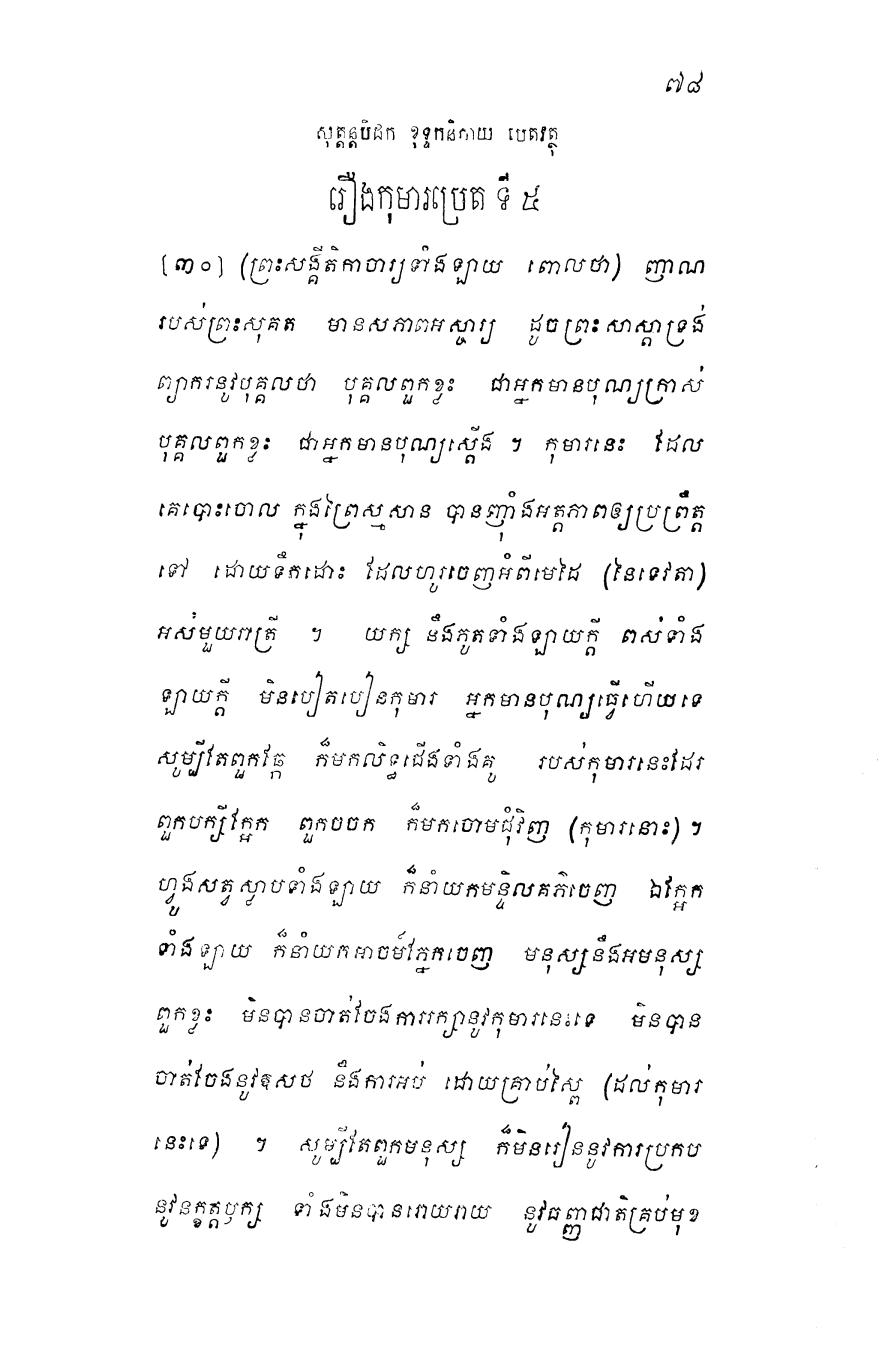 ៧៨
សុត្តន្តបិដក ខុទ្ទកនិកាយ បេតវត្ថុ
រឿងកុមារប្រេត ទី ៥
[៣០] (ព្រះសង្គីតិកាចារ្យទាំងឡាយ ពោលថា) ញាណ
របស់ព្រះសុគត មានសភាពអស្ចារ្យ ដូចព្រះសាស្តាទ្រង់
ព្យាករនូវបុគ្គលថា បុគ្គលពួកខ្លះ ជាអ្នកមានបុណ្យក្រាស់
បុគ្គលពួកខ្លះ ជាអ្នកមានបុណ្យស្តើង ។ កុមារនេះ ដែល
គេបោះចោល ក្នុងព្រៃស្មសាន បានញ៉ាំងអត្តភាពឲ្យប្រព្រឹត្ត
ទៅ ដោយទឹកដោះ ដែលហូរចេញអំពីមេដៃ (នៃទេវតា)
អស់មួយរាត្រី ។ យក្ស នឹងភូតទាំងឡាយក្តី ពស់ទាំង
ឡាយក្តី មិនបៀតបៀនកុមារ អ្នកមានបុណ្យធ្វើហើយទេ
សូម្បីតែពួកឆ្កែ ក៏មកលិទ្ធជើងទាំងគូ របស់កុមារនេះដែរ
ពួកបក្សីក្អែក ពួកចចក ក៏មកចោមជុំវិញ (កុមារនោះ) ។
ហ្វូងសត្វស្លាបទាំងឡាយ ក៏នាំយកមន្ទិលគភ៌ចេញ ឯក្អែក
ទាំងឡាយ ក៏នាំយកអាចម៍ភ្នែកចេញ មនុស្សនឹងអមនុស្ស
ពួកខ្លះ មិនបានចាត់ចែងការរក្សានូវកុមារនេះទេ មិនបាន
ចាត់ចែងនូវឱសថ នឹងការអប់ ដោយគ្រាប់ស្ពៃ (ដល់កុមារ
នេះទេ) ។ សូម្បីតែពួកមនុស្ស ក៏មិនរៀននូវការប្រកប
នូវនក្ខត្តឫក្ស ទាំងមិនបានរោយរាយ នូវធញ្ញជាតិគ្រប់មុខ